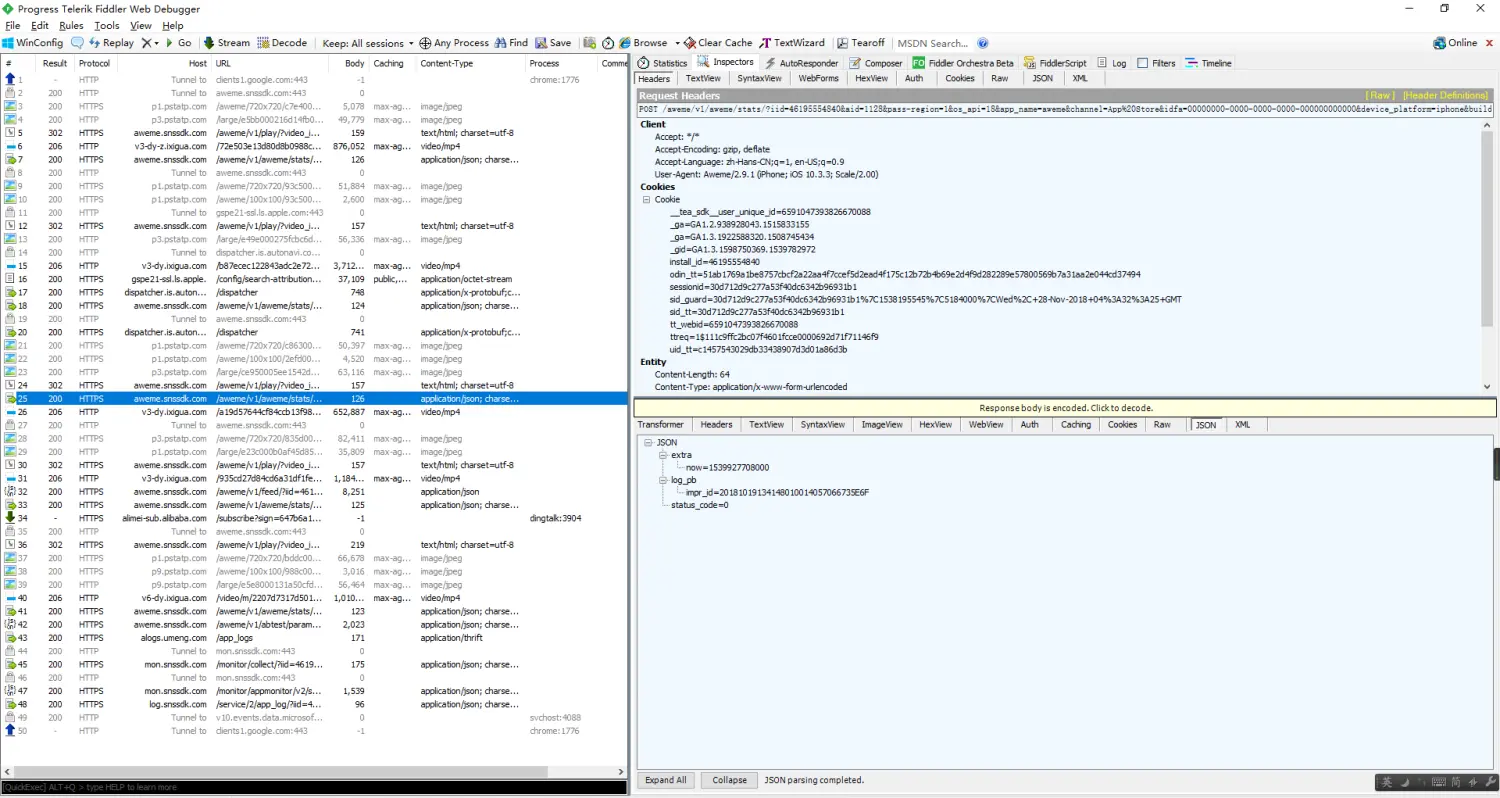 Progress Telerik Fiddler Web Debugger
File Edit Rules Tools View Help
WinConfig Replay Go Stream Decode Keep: All sessions Any Process Find Save Browse Clear Cache TextWizard Tearoff MSDN Search... Online
# Result Protocol Host URL Body Caching Content-Type Process Comme
1 - HTTP Tunnel to clients1.google.com:443 -1 chrome:1776
2 200 HTTP Tunnel to aweme.snssdk.com:443 0
3 200 HTTPS p1.pstatp.com /aweme/720x720/c7e400... 5,078 max-ag... image/jpeg
4 200 HTTPS p3.pstatp.com /large/e5bb000216d14fb0... 49,779 max-ag... image/jpeg
5 302 HTTPS aweme.snssdk.com /aweme/v1/play/?video_i... 159 text/html; charset=utf-8
6 206 HTTP v3-dy-z.ixigua.com /72e503e13d80d8b0988c... 876,052 max-ag... video/mp4
7 200 HTTPS aweme.snssdk.com /aweme/v1/aweme/stats/... 126 application/json; charse...
8 200 HTTP Tunnel to aweme.snssdk.com:443 0
9 200 HTTPS p1.pstatp.com /aweme/720x720/93c500... 51,884 max-ag... image/jpeg
10 200 HTTPS p1.pstatp.com /aweme/100x100/93c500... 2,600 max-ag... image/jpeg
11 200 HTTP Tunnel to gspe21-ssl.ls.apple.com:443 0
12 302 HTTPS aweme.snssdk.com /aweme/v1/play/?video_i... 157 text/html; charset=utf-8
13 200 HTTPS p3.pstatp.com /large/e49e000275fcbc6d... 56,336 max-ag... image/jpeg
14 200 HTTP Tunnel to dispatcher.is.autonavi.co... 0
15 206 HTTP v3-dy.ixigua.com /b87ecec122843adc2e72... 3,712... max-ag... video/mp4
16 200 HTTPS gspe21-ssl.ls.apple. /config/search-attribution... 37,109 public,... application/octet-stream
17 200 HTTPS dispatcher.is.auton... /dispatcher 748 application/x-protobuf;c...
18 200 HTTPS aweme.snssdk.com /aweme/v1/aweme/stats/... 124 application/json; charse...
19 200 HTTP Tunnel to aweme.snssdk.com:443 0
20 200 HTTPS dispatcher.is.auton... /dispatcher 741 application/x-protobuf;c...
21 200 HTTPS p1.pstatp.com /aweme/720x720/c86300... 50,397 max-ag... image/jpeg
22 200 HTTPS p1.pstatp.com /aweme/100x100/2efd00... 4,520 max-ag... image/jpeg
23 200 HTTPS p3.pstatp.com /large/ce950005ee1542d... 63,116 max-ag... image/jpeg
24 302 HTTPS aweme.snssdk.com /aweme/v1/play/?video_i... 157 text/html; charset=utf-8
25 200 HTTPS aweme.snssdk.com /aweme/v1/aweme/stats/... 126 application/json; charse...
26 206 HTTP v3-dy.ixigua.com /a19d57644cf84ccb13f98... 652,887 max-ag... video/mp4
27 200 HTTP Tunnel to aweme.snssdk.com:443 0
28 200 HTTPS p3.pstatp.com /aweme/720x720/835d00... 82,411 max-ag... image/jpeg
29 200 HTTPS p1.pstatp.com /large/e23c000b0af45d85... 35,809 max-ag... image/jpeg
30 302 HTTPS aweme.snssdk.com /aweme/v1/play/?video_i... 157 text/html; charset=utf-8
31 206 HTTP v3-dy.ixigua.com /935cd27d84cd6a31df1fe... 1,184... max-ag... video/mp4
32 200 HTTPS aweme.snssdk.com /aweme/v1/feed/?iid=461... 8,251 application/json
33 200 HTTPS aweme.snssdk.com /aweme/v1/aweme/stats/... 125 application/json; charse...
34 - HTTPS alimei-sub.alibaba.com /subscribe?sign=647b6a1... -1 dingtalk:3904
35 200 HTTP Tunnel to aweme.snssdk.com:443 0
36 302 HTTPS aweme.snssdk.com /aweme/v1/play/?video_i... 219 text/html; charset=utf-8
37 200 HTTPS p1.pstatp.com /aweme/720x720/bddc00... 66,678 max-ag... image/jpeg
38 200 HTTPS p9.pstatp.com /aweme/100x100/988c00... 3,016 max-ag... image/jpeg
39 200 HTTPS p9.pstatp.com /large/e5e8000131a50cfd... 56,464 max-ag... image/jpeg
40 206 HTTP v6-dy.ixigua.com /video/m/2207d7317d501... 1,010... max-ag... video/mp4
41 200 HTTPS aweme.snssdk.com /aweme/v1/aweme/stats/... 123 application/json; charse...
42 200 HTTPS aweme.snssdk.com /aweme/v1/abtest/param... 2,023 application/json; charse...
43 200 HTTPS alogs.umeng.com /app_logs 171 application/thrift
44 200 HTTP Tunnel to mon.snssdk.com:443 0
45 200 HTTPS mon.snssdk.com /monitor/collect/?iid=4619... 175 application/json; charse...
46 200 HTTP Tunnel to mon.snssdk.com:443 0
47 200 HTTPS mon.snssdk.com /monitor/appmonitor/v2/s... 1,539 application/json; charse...
48 200 HTTPS log.snssdk.com /service/2/app_log/?iid=4... 96 application/json; charse...
49 200 HTTP Tunnel to v10.events.data.microsof... 0 svchost:4088
50 - HTTP Tunnel to clients1.google.com:443 -1 chrome:1776
[QuickExec] ALT+Q > type HELP to learn more
Statistics Inspectors AutoResponder Composer FO Fiddler Orchestra Beta FiddlerScript Log Filters Timeline
Headers TextView SyntaxView WebForms HexView Auth Cookies Raw JSON XML
Request Headers [ Raw ] [Header Definitions]
POST /aweme/v1/aweme/stats/?iid=46195554840&aid=1128&pass-region=1&os_api=18&app_name=aweme&channel=App%20Store&idfa=00000000-0000-0000-0000-000000000000&device_platform=iphone&build
Client
Accept: */*
Accept-Encoding: gzip, deflate
Accept-Language: zh-Hans-CN;q=1, en-US;q=0.9
User-Agent: Aweme/2.9.1 (iPhone; iOS 10.3.3; Scale/2.00)
Cookies
Cookie
__tea_sdk__user_unique_id=6591047393826670088
_ga=GA1.2.938928043.1515833155
_ga=GA1.3.1922588320.1508745434
_gid=GA1.3.1598750369.1539782972
install_id=46195554840
odin_tt=51ab1769a1be8757bcf2a22aa4f7ccef5d2ead4f175c12b72b4b69e2d4f9d282289e57800569b7a31aa2e044cd37494
sessionid=30d712d9c277a53f40dc6342b96931b1
sid_guard=30d712d9c277a53f40dc6342b96931b1%7C1538195545%7C5184000%7CWed%2C+28-Nov-2018+04%3A32%3A25+GMT
sid_tt=30d712d9c277a53f40dc6342b96931b1
tt_webid=6591047393826670088
ttreq=1$111c9ffc2bc07f4601fcce0000692d71f71146f9
uid_tt=c1457543029db33438907d3d01a86d3b
Entity
Content-Length: 64
Content-Type: application/x-www-form-urlencoded
Response body is encoded. Click to decode.
Transformer Headers TextView SyntaxView ImageView HexView WebView Auth Caching Cookies Raw JSON XML
JSON
extra
now=1539927708000
log_pb
impr_id=20181019134148010014057066735E6F
status_code=0
Expand All Collapse JSON parsing completed.
英 简